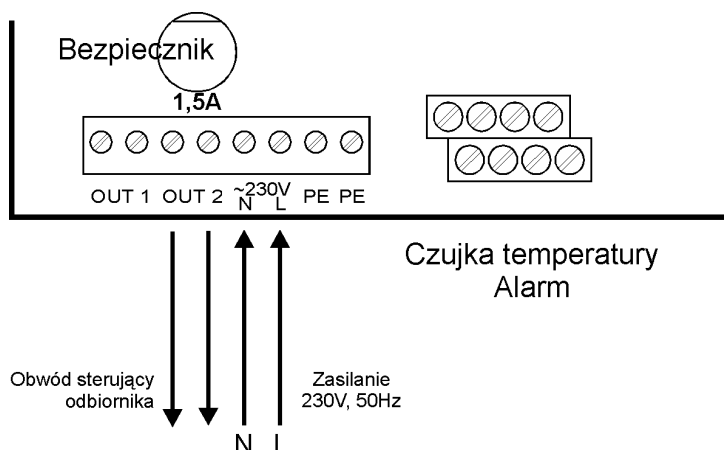 Bezpiecznik
1,5A
OUT 1 OUT 2 ~230V PE PE
N L
Czujka temperatury
Alarm
Obwód sterujący
odbiornika
Zasilanie
230V, 50Hz
N L